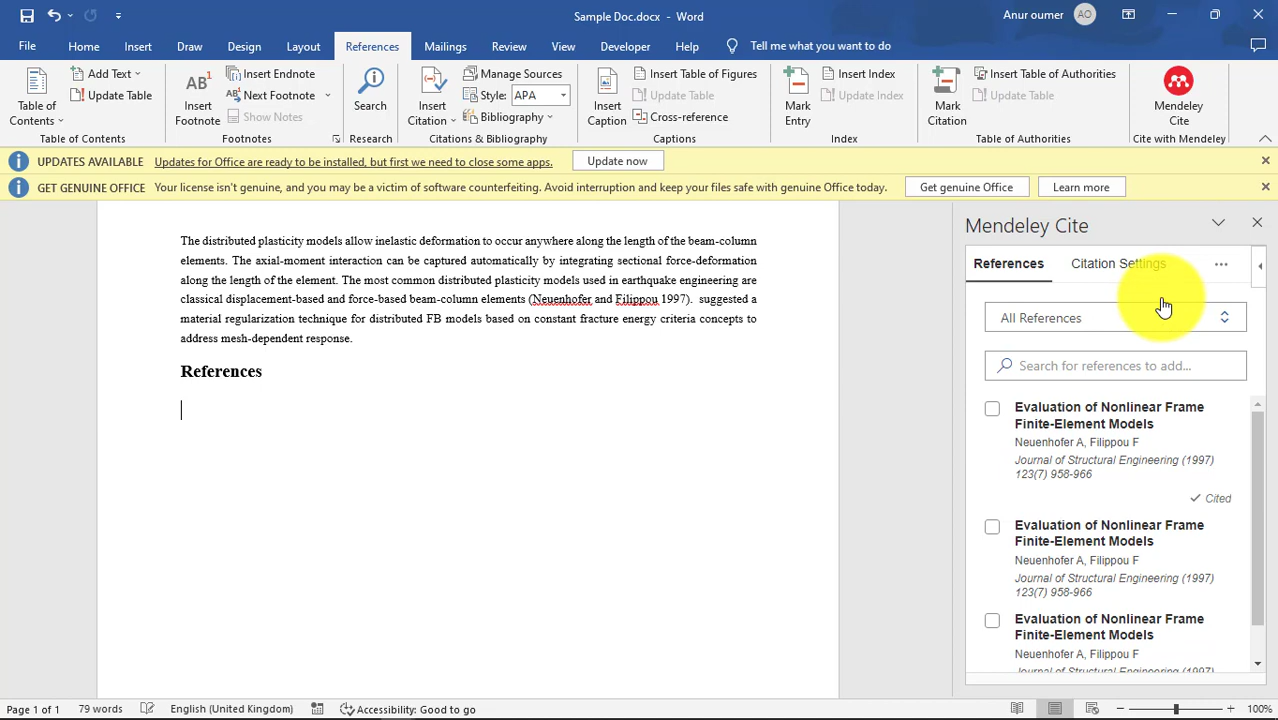 Sample Doc.docx - Word
Anur oumer
AO
File
Home
Insert
Draw
Design
Layout
References
Mailings
Review
View
Developer
Help
Tell me what you want to do
Table of
Contents
Add Text
Update Table
Table of Contents
AB1
Insert
Footnote
Insert Endnote
Next Footnote
Show Notes
Footnotes
Search
Research
Insert
Citation
Manage Sources
Style: APA
Bibliography
Citations & Bibliography
Insert
Caption
Insert Table of Figures
Update Table
Cross-reference
Captions
Mark
Entry
Insert Index
Update Index
Index
Mark
Citation
Insert Table of Authorities
Update Table
Table of Authorities
Mendeley
Cite
Cite with Mendeley
UPDATES AVAILABLE Updates for Office are ready to be installed, but first we need to close some apps. Update now
GET GENUINE OFFICE Your license isn't genuine, and you may be a victim of software counterfeiting. Avoid interruption and keep your files safe with genuine Office today. Get genuine Office Learn more
The distributed plasticity models allow inelastic deformation to occur anywhere along the length of the beam-column
elements. The axial-moment interaction can be captured automatically by integrating sectional force-deformation
along the length of the element. The most common distributed plasticity models used in earthquake engineering are
classical displacement-based and force-based beam-column elements (Neuenhofer and Filippou 1997). suggested a
material regularization technique for distributed FB models based on constant fracture energy criteria concepts to
address mesh-dependent response.
References
Mendeley Cite
References
Citation Settings
All References
Search for references to add...
Evaluation of Nonlinear Frame
Finite-Element Models
Neuenhofer A, Filippou F
Journal of Structural Engineering (1997)
123(7) 958-966
Cited
Evaluation of Nonlinear Frame
Finite-Element Models
Neuenhofer A, Filippou F
Journal of Structural Engineering (1997)
123(7) 958-966
Evaluation of Nonlinear Frame
Finite-Element Models
Neuenhofer A, Filippou F
Journal of Structural Engineering (1997)
Page 1 of 1
79 words
English (United Kingdom)
Accessibility: Good to go
100%